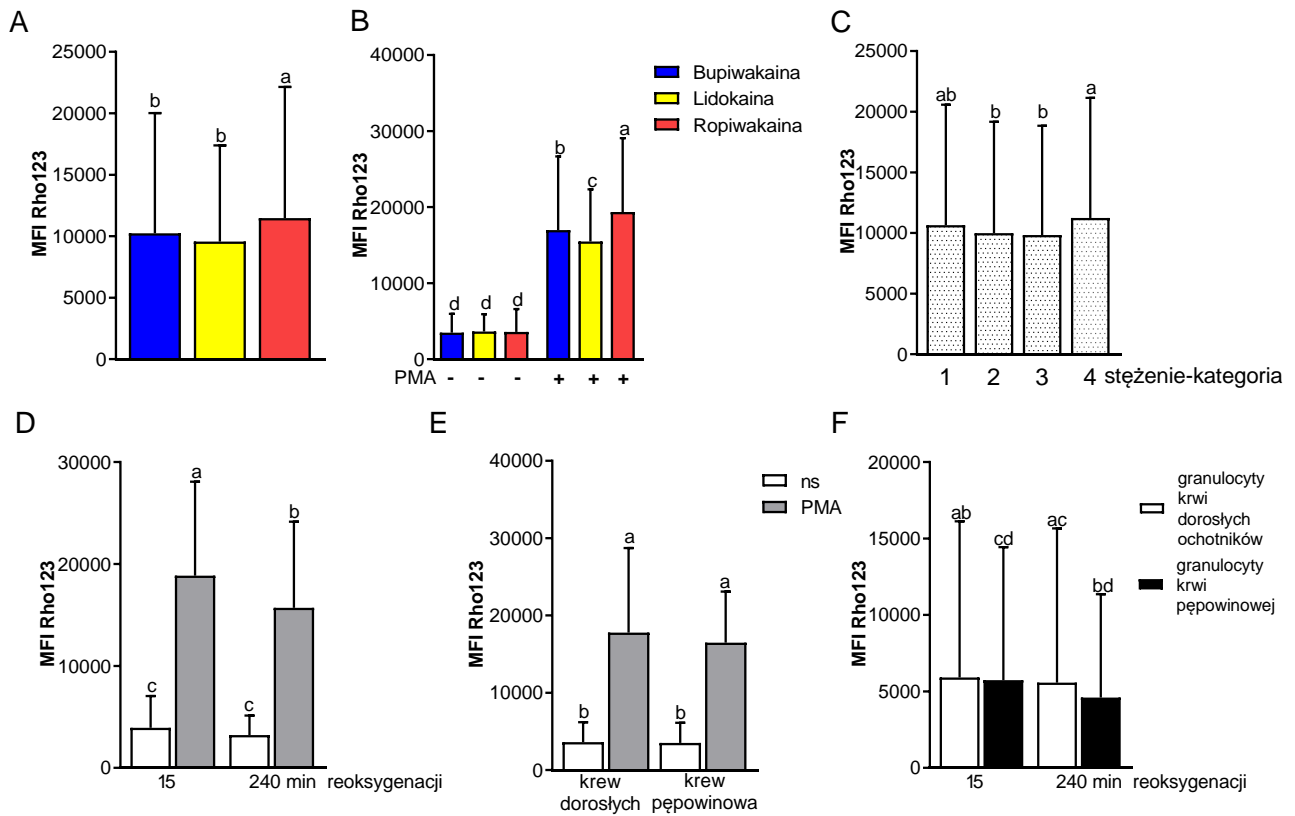 A
MFI Rho123
25000
20000
15000
10000
5000
0
b
b
a
B
MFI Rho123
40000
30000
20000
10000
0
d
d
d
b
c
a
PMA - - - + + +
Bupiwakaina
Lidokaina
Ropiwakaina
C
MFI Rho123
25000
20000
15000
10000
5000
0
ab
b
b
a
1 2 3 4 stężenie-kategoria
D
MFI Rho123
30000
20000
10000
0
c
a
c
b
15 240 min reoksygenacji
E
MFI Rho123
40000
30000
20000
10000
0
b
a
b
a
krew
dorosłych
krew
pępowinowa
ns
PMA
F
MFI Rho123
20000
15000
10000
5000
0
ab
cd
ac
bd
15 240 min reoksygenacji
granulocyty
krwi
dorosłych
ochotników
granulocyty
krwi
pępowinowej